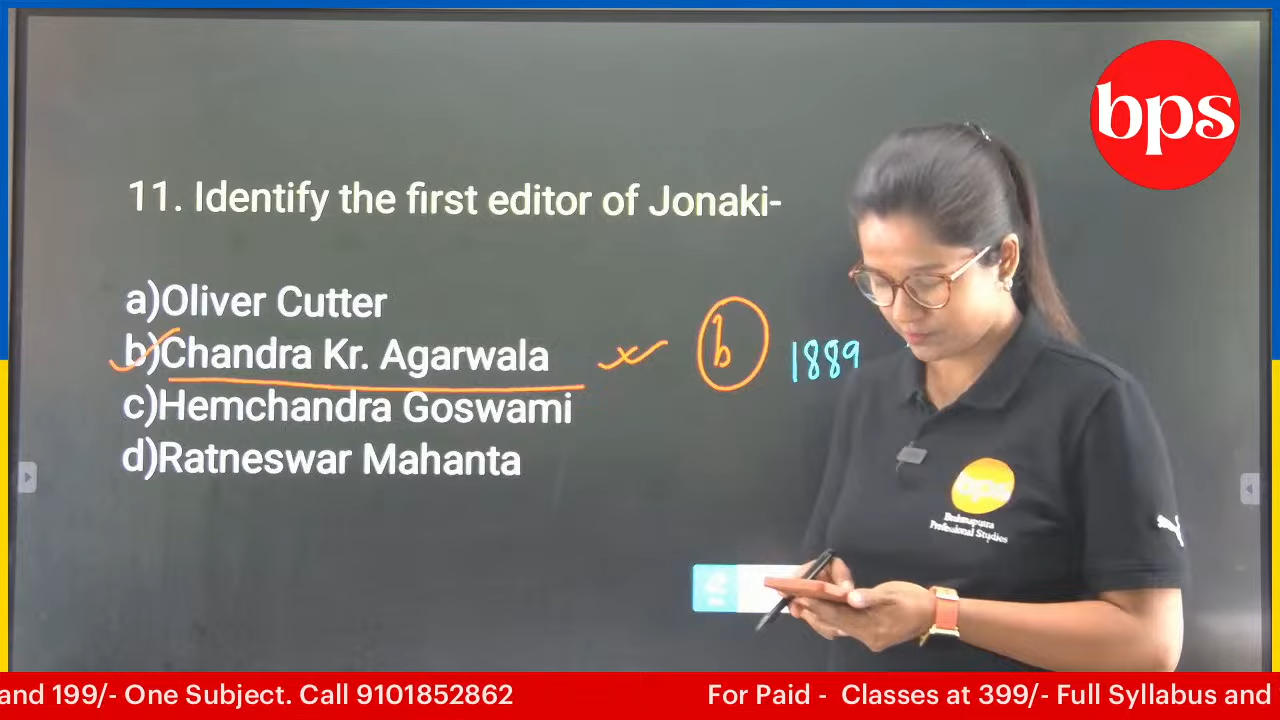 bps
11. Identify the first editor of Jonaki-
a)Oliver Cutter
b)Chandra Kr. Agarwala
b
1889
c)Hemchandra Goswami
d)Ratneswar Mahanta
bps
Brahmaputra
Professional Studies
and 199/- One Subject. Call 9101852862
For Paid - Classes at 399/- Full Syllabus and